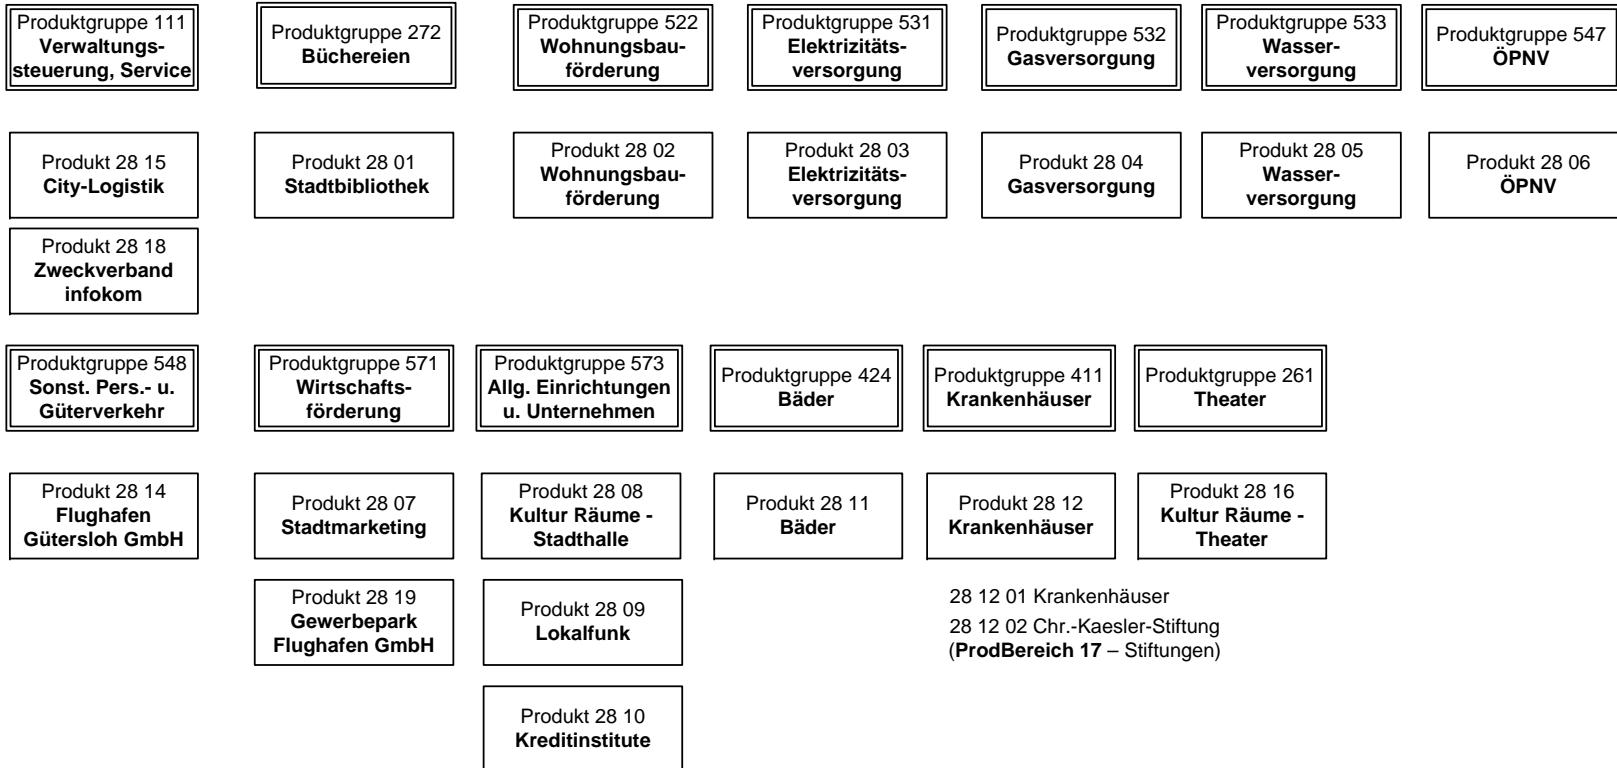 Produktgruppe 111
Verwaltungs-
steuerung, Service
Produktgruppe 272
Büchereien
Produktgruppe 522
Wohnungsbau-
förderung
Produktgruppe 531
Elektrizitäts-
versorgung
Produktgruppe 532
Gasversorgung
Produktgruppe 533
Wasser-
versorgung
Produktgruppe 547
ÖPNV
Produkt 28 15
City-Logistik
Produkt 28 01
Stadtbibliothek
Produkt 28 02
Wohnungsbau-
förderung
Produkt 28 03
Elektrizitäts-
versorgung
Produkt 28 04
Gasversorgung
Produkt 28 05
Wasser-
versorgung
Produkt 28 06
ÖPNV
Produkt 28 18
Zweckverband
infokom
Produktgruppe 548
Sonst. Pers.- u.
Güterverkehr
Produktgruppe 571
Wirtschafts-
förderung
Produktgruppe 573
Allg. Einrichtungen
u. Unternehmen
Produktgruppe 424
Bäder
Produktgruppe 411
Krankenhäuser
Produktgruppe 261
Theater
Produkt 28 14
Flughafen
Gütersloh GmbH
Produkt 28 07
Stadtmarketing
Produkt 28 08
Kultur Räume -
Stadthalle
Produkt 28 11
Bäder
Produkt 28 12
Krankenhäuser
Produkt 28 16
Kultur Räume -
Theater
Produkt 28 19
Gewerbepark
Flughafen GmbH
Produkt 28 09
Lokalfunk
28 12 01 Krankenhäuser
28 12 02 Chr.-Kaesler-Stiftung
(ProdBereich 17 – Stiftungen)
Produkt 28 10
Kreditinstitute